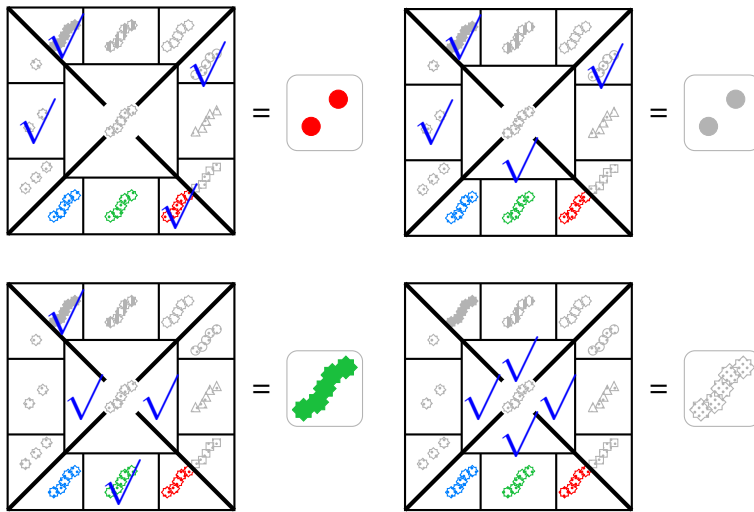 =
=
=
=